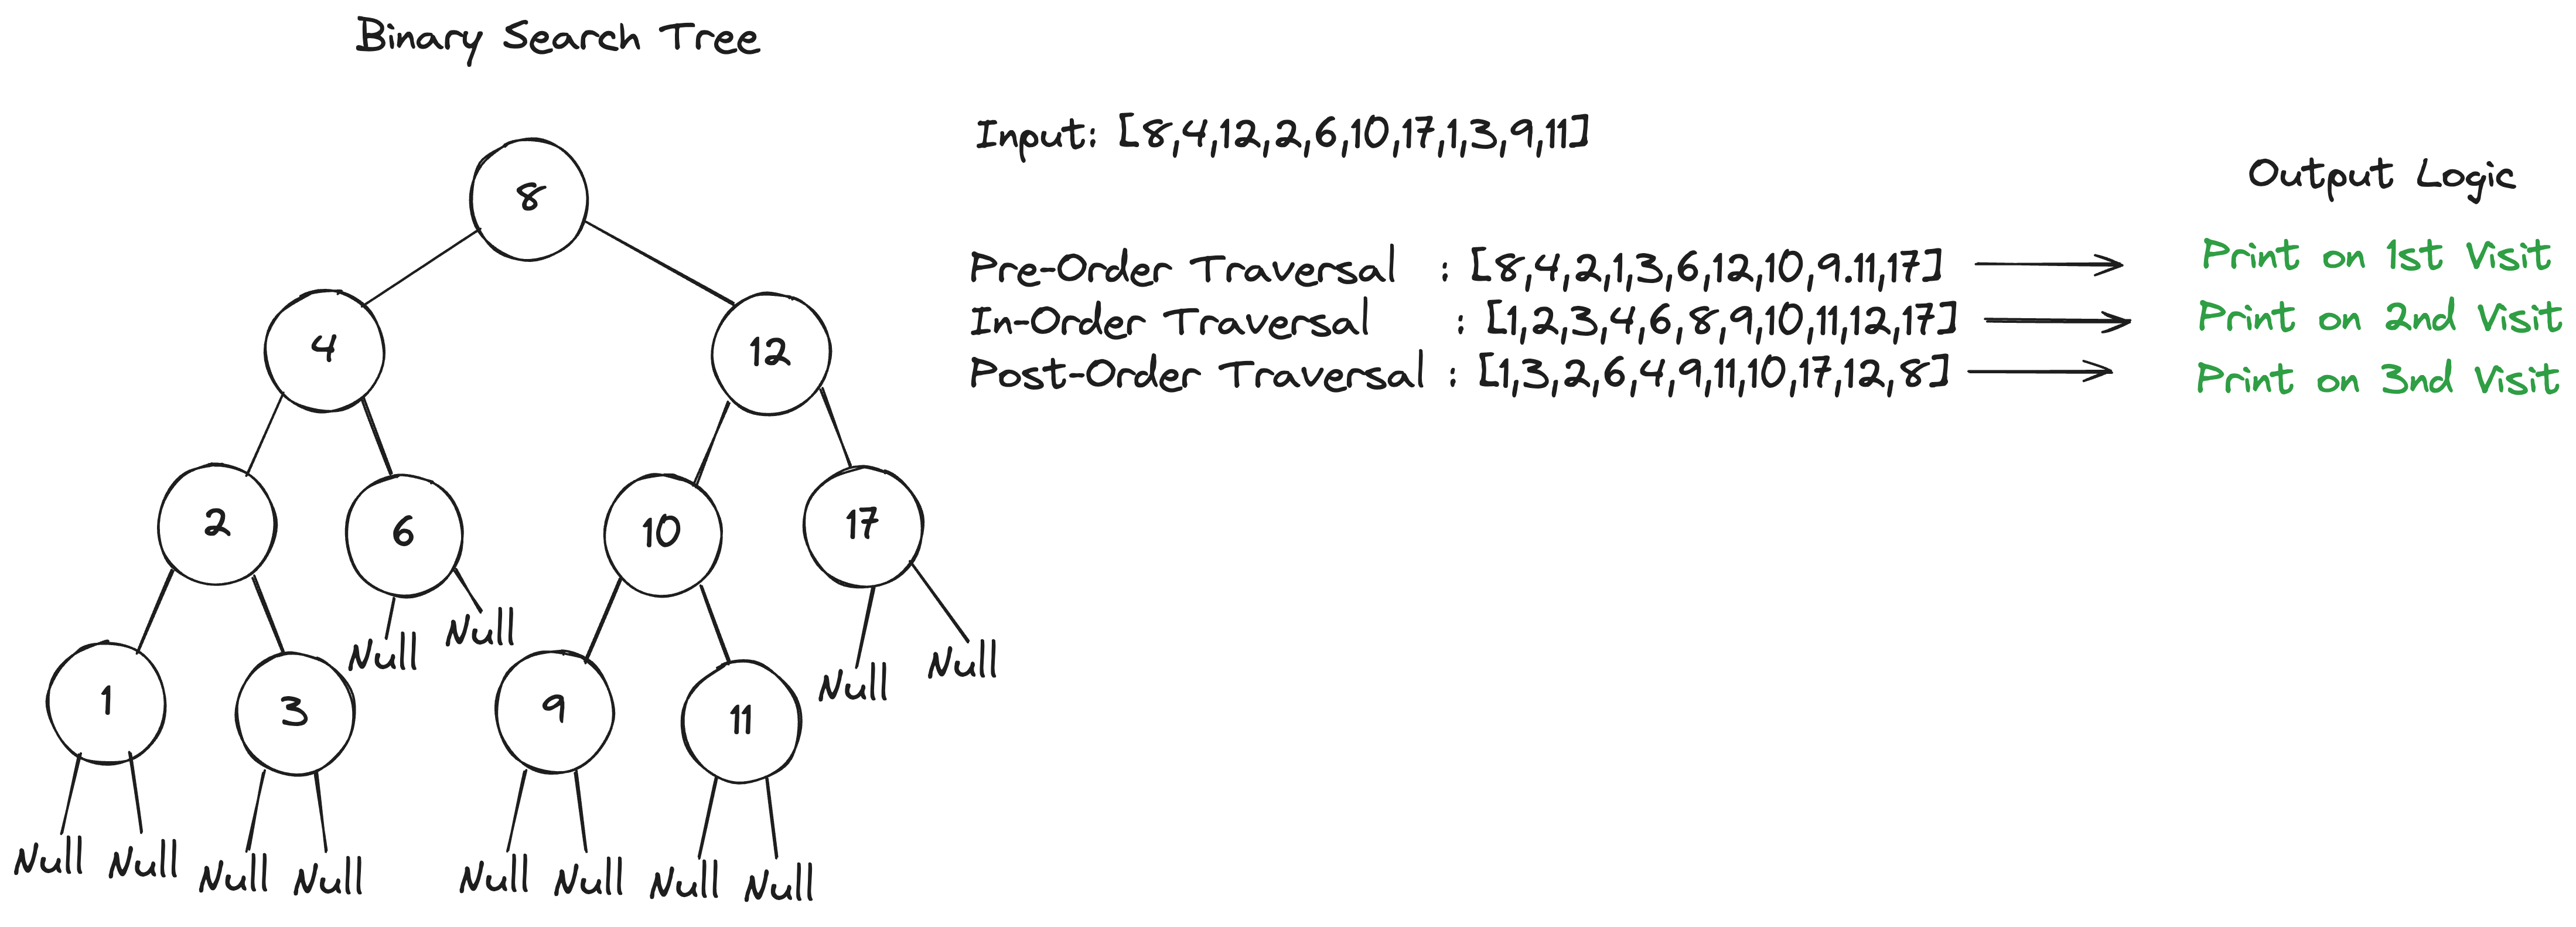 Binary Search Tree
Input: [8,4,12,2,6,10,17,1,3,9,11]
Output Logic
Pre-Order Traversal : [8,4,2,1,3,6,12,10,9.11,17]
Print on 1st Visit
In-Order Traversal : [1,2,3,4,6,8,9,10,11,12,17]
Print on 2nd Visit
Post-Order Traversal : [1,3,2,6,4,9,11,10,17,12,8]
Print on 3nd Visit
8
4
12
2
6
10
17
Null
Null
Null
Null
1
3
9
11
Null
Null
Null
Null
Null
Null
Null
Null